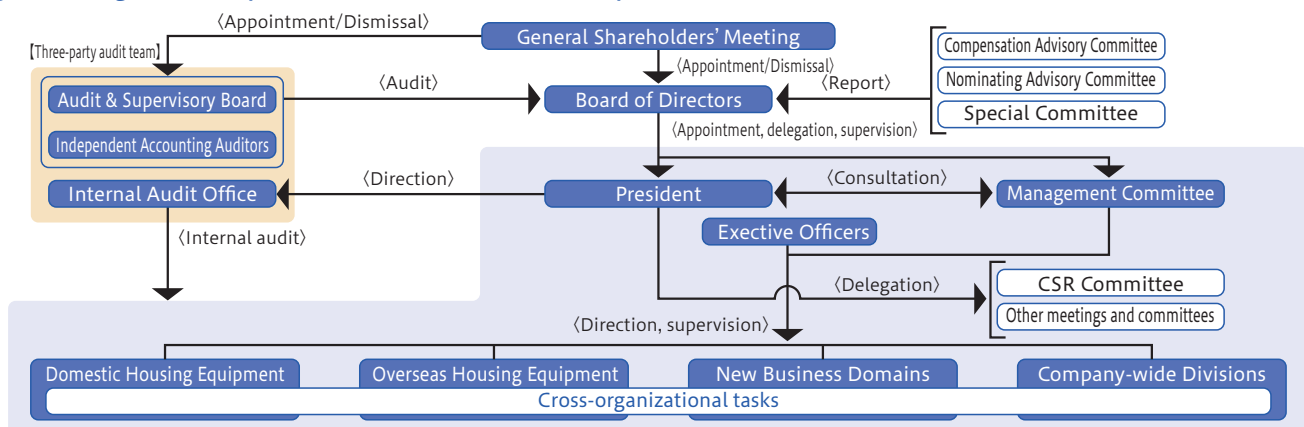 〈Appointment/Dismissal〉
General Shareholders' Meeting
【Three-party audit team】
〈Appointment/Dismissal〉
Compensation Advisory Committee
Nominating Advisory Committee
Special Committee
〈Audit〉
〈Report〉
Audit & Supervisory Board
Board of Directors
Independent Accounting Auditors
〈Appointment, delegation, supervision〉
Internal Audit Office
〈Direction〉
President
〈Consultation〉
Management Committee
〈Internal audit〉
Exective Officers
〈Delegation〉
CSR Committee
Other meetings and committees
〈Direction, supervision〉
Domestic Housing Equipment
Overseas Housing Equipment
New Business Domains
Company-wide Divisions
Cross-organizational tasks